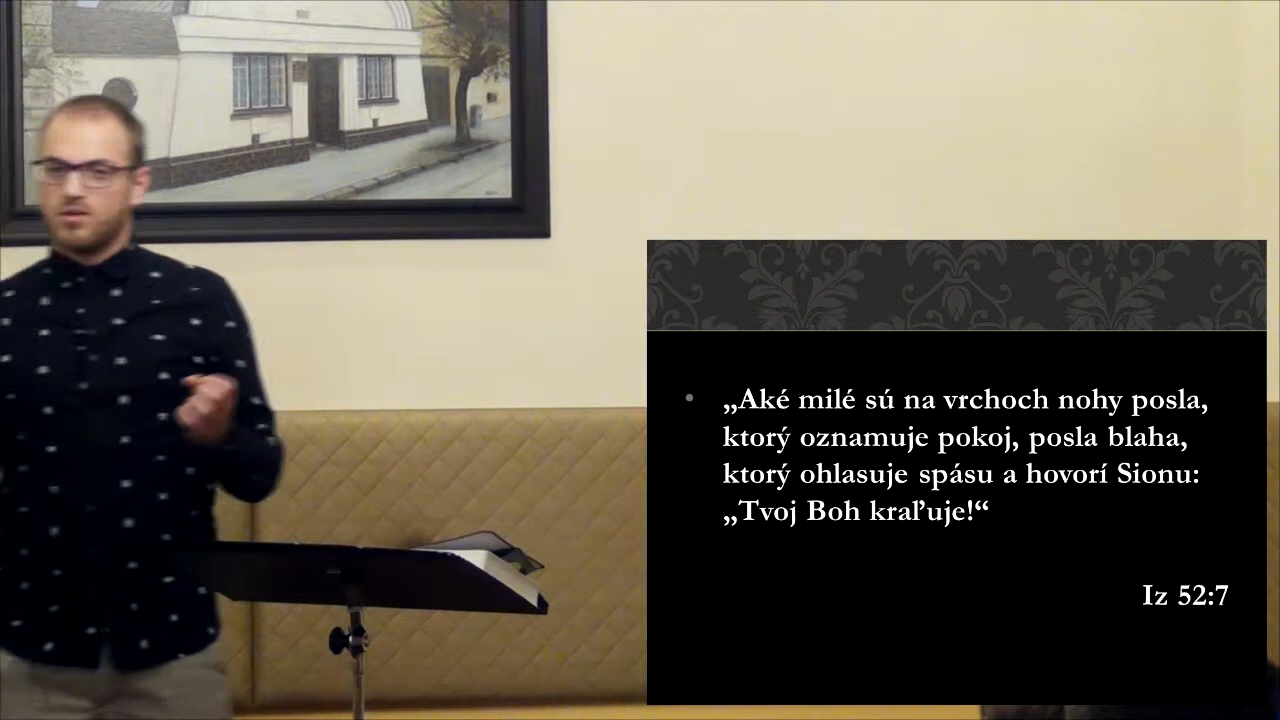 • „Aké milé sú na vrchoch nohy posla,
ktorý oznamuje pokoj, posla blaha,
ktorý ohlasuje spásu a hovorí Sionu:
„Tvoj Boh kraľuje!“
Iz 52:7